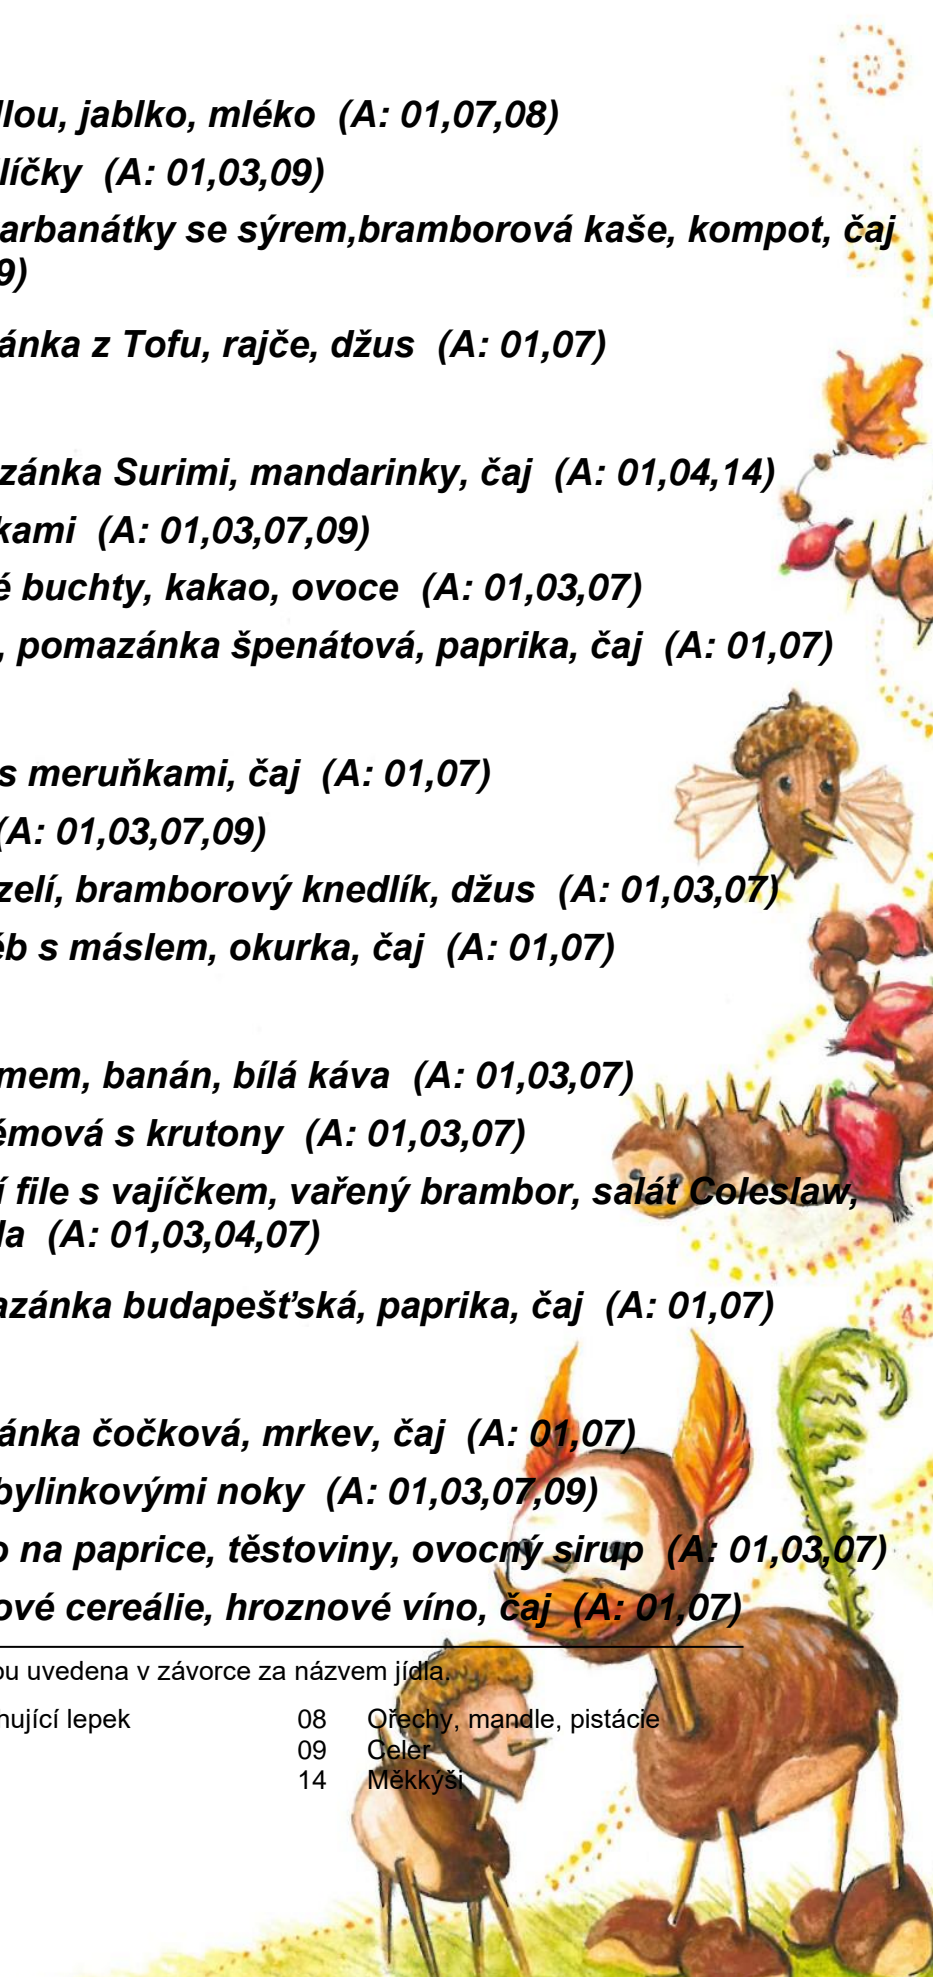 llou, jablko, mléko (A: 01,07,08)
líčky (A: 01,03,09)
arbanátky se sýrem,bramborová kaše, kompot, čaj
9)
ánka z Tofu, rajče, džus (A: 01,07)
zánka Surimi, mandarinky, čaj (A: 01,04,14)
kami (A: 01,03,07,09)
é buchty, kakao, ovoce (A: 01,03,07)
, pomazánka špenátová, paprika, čaj (A: 01,07)
s meruňkami, čaj (A: 01,07)
(A: 01,03,07,09)
zelí, bramborový knedlík, džus (A: 01,03,07)
éb s máslem, okurka, čaj (A: 01,07)
mem, banán, bílá káva (A: 01,03,07)
émová s krutony (A: 01,03,07)
í file s vajíčkem, vařený brambor, salát Coleslaw,
la (A: 01,03,04,07)
azánka budapešťská, paprika, čaj (A: 01,07)
ánka čočková, mrkev, čaj (A: 01,07)
bylinkovými noky (A: 01,03,07,09)
o na paprice, těstoviny, ovocný sirup (A: 01,03,07)
ové cereálie, hroznové víno, čaj (A: 01,07)
ou uvedena v závorce za názvem jídla.
hující lepek 08 Ořechy, mandle, pistácie
09 Celer
14 Měkkýši